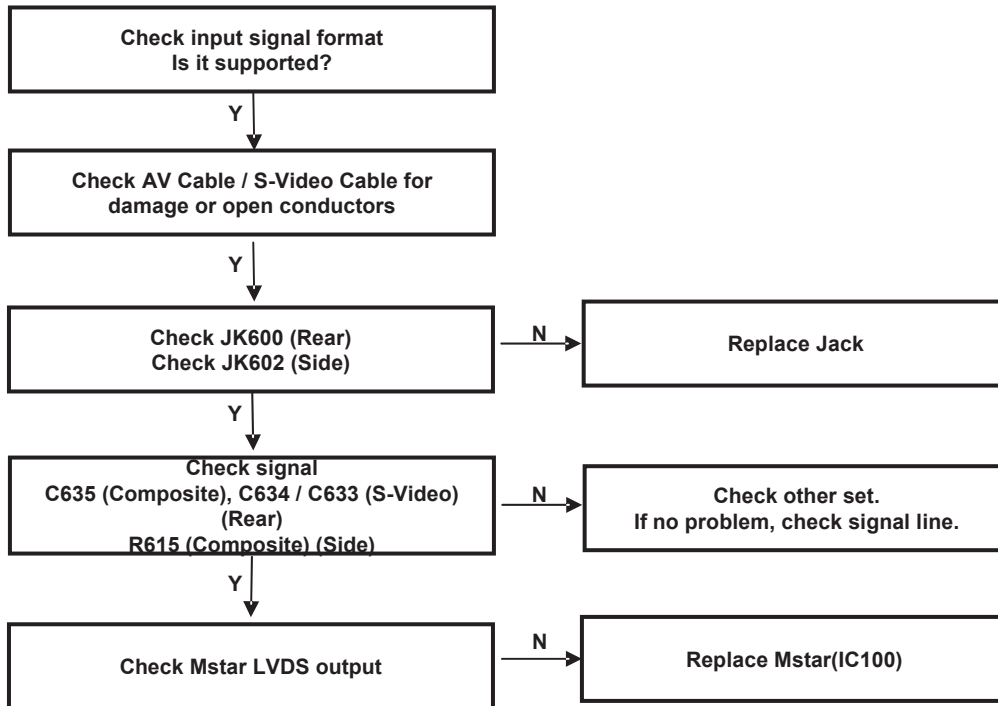 Check input signal format
Is it supported?
Y
Check AV Cable / S-Video Cable for
damage or open conductors
Y
Check JK600 (Rear)
Check JK602 (Side)
N
Replace Jack
Y
Check signal
C635 (Composite), C634 / C633 (S-Video)
(Rear)
R615 (Composite) (Side)
N
Check other set.
If no problem, check signal line.
Y
Check Mstar LVDS output
N
Replace Mstar(IC100)